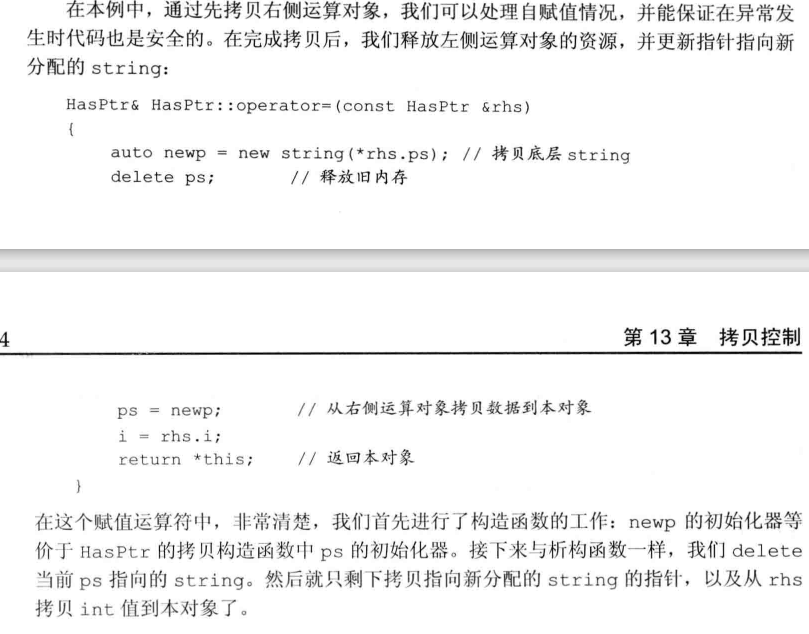 在本例中，通过先拷贝右侧运算对象，我们可以处理自赋值情况，并能保证在异常发
生时代码也是安全的。在完成拷贝后，我们释放左侧运算对象的资源，并更新指针指向新
分配的 string：
HasPtr& HasPtr::operator=(const HasPtr &rhs)
{
auto newp = new string(*rhs.ps); // 拷贝底层 string
delete ps; // 释放旧内存
4
第 13 章 拷贝控制
ps = newp; // 从右侧运算对象拷贝数据到本对象
i = rhs.i;
return *this; // 返回本对象
}
在这个赋值运算符中，非常清楚，我们首先进行了构造函数的工作：newp 的初始化器等
价于 HasPtr 的拷贝构造函数中 ps 的初始化器。接下来与析构函数一样，我们 delete
当前 ps 指向的 string。然后就只剩下拷贝指向新分配的 string 的指针，以及从 rhs
拷贝 int 值到本对象了。